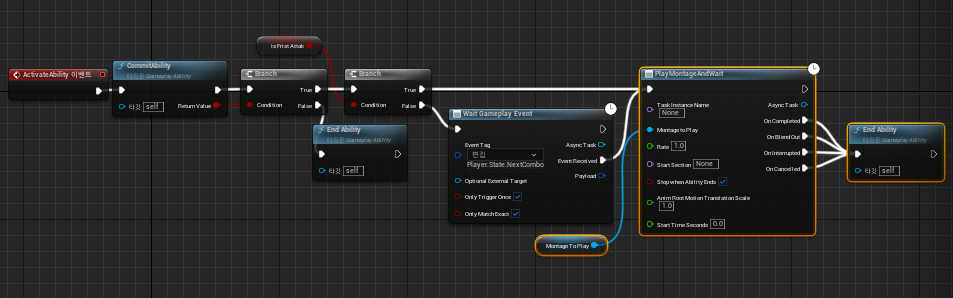 Is Frist Attak
ActivateAbility 이벤트
CommitAbility
타깃은 Gameplay Ability
타깃 self
Return Value
Branch
Condition
True
False
Branch
Condition
True
False
End Ability
타깃은 Gameplay Ability
타깃 self
Wait Gameplay Event
Event Tag
편집
Player.State.NextCombo
Optional External Target
Only Trigger Once
Only Match Exact
Async Task
Event Received
Payload
Montage To Play
PlayMontageAndWait
Task Instance Name
None
Montage to Play
Rate 1.0
Start Section None
Stop when Ability Ends
Anim Root Motion Translation Scale
1.0
Start Time Seconds 0.0
Async Task
On Completed
On Blend Out
On Interrupted
On Cancelled
End Ability
타깃은 Gameplay Ability
타깃 self